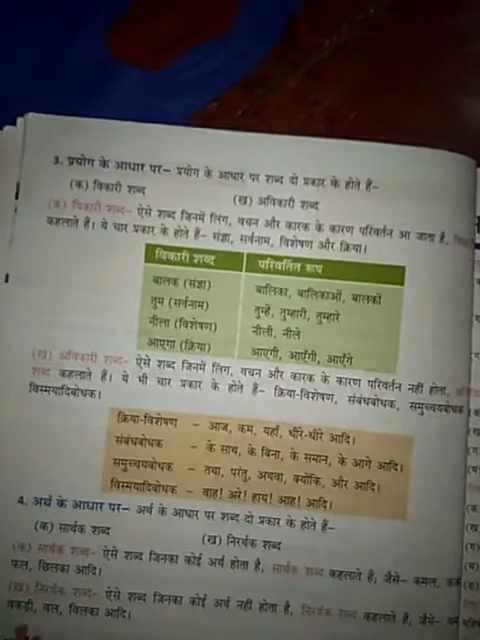 3. प्रयोग के आधार पर– प्रयोग के आधार पर शब्द दो प्रकार के होते हैं–
(क) विकारी शब्द (ख) अविकारी शब्द
(क) विकारी शब्द– ऐसे शब्द जिनमें लिंग, वचन और कारक के कारण परिवर्तन आ जाता है,
कहलाते हैं। ये चार प्रकार के होते हैं– संज्ञा, सर्वनाम, विशेषण और क्रिया।
विकारी शब्द परिवर्तित रूप
बालक (संज्ञा) बालिका, बालिकाओं, बालकों
तुम (सर्वनाम) तुम्हें, तुम्हारी, तुम्हारे
नीला (विशेषण) नीली, नीले
आएगा (क्रिया) आएगी, आएँगी, आएँगे
(ख) अविकारी शब्द– ऐसे शब्द जिनमें लिंग, वचन और कारक के कारण परिवर्तन नहीं होता,
शब्द कहलाते हैं। ये भी चार प्रकार के होते हैं– क्रिया-विशेषण, संबंधबोधक, समुच्चयबोधक
विस्मयादिबोधक।
क्रिया-विशेषण – आज, कम, यहाँ, धीरे-धीरे आदि।
संबंधबोधक – के साथ, के बिना, के समान, के आगे आदि।
समुच्चयबोधक – तथा, परंतु, अथवा, क्योंकि, और आदि।
विस्मयादिबोधक – वाह! अरे! हाय! आह! आदि।
4. अर्थ के आधार पर– अर्थ के आधार पर शब्द दो प्रकार के होते हैं–
(क) सार्थक शब्द (ख) निरर्थक शब्द
(क) सार्थक शब्द– ऐसे शब्द जिनका कोई अर्थ होता है, सार्थक शब्द कहलाते हैं; जैसे– कमल,
फल, छिलका आदि।
(ख) निरर्थक शब्द– ऐसे शब्द जिनका कोई अर्थ नहीं होता है, निरर्थक शब्द कहलाते हैं, जैसे–
वकड़ी, वल, विलका आदि।